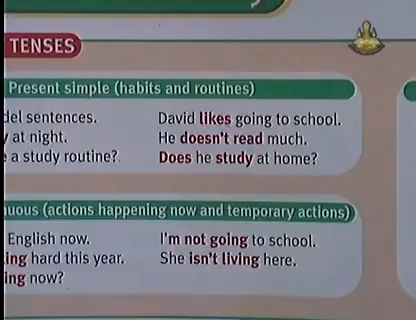 TENSES
Present simple (habits and routines)
del sentences. David likes going to school.
at night. He doesn't read much.
a study routine? Does he study at home?
uous (actions happening now and temporary actions)
English now. I'm not going to school.
ing hard this year. She isn't living here.
ing now?